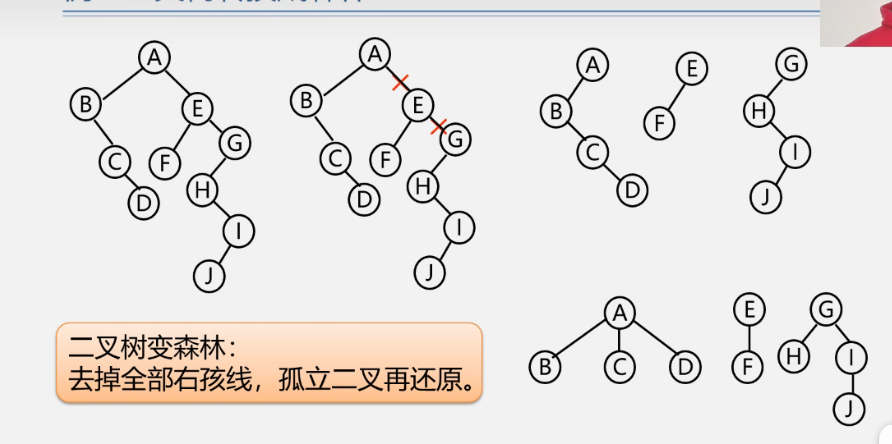 A A A E G
B E B E B F H
C F G C F G C I
D H D H D J
I I
J J
A E G
B C D F H I
J
二叉树变森林：
去掉全部右孩线，孤立二叉再还原。